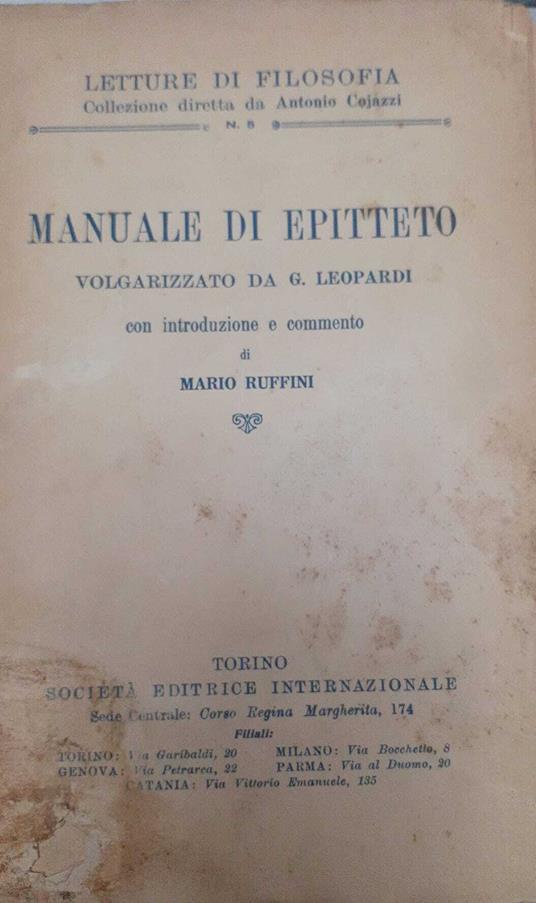 LETTURE DI FILOSOFIA
Collezione diretta da Antonio Cojazzi
N. 5
MANUALE DI EPITTETO
VOLGARIZZATO DA G. LEOPARDI
con introduzione e commento
di
MARIO RUFFINI
TORINO
SOCIETÀ EDITRICE INTERNAZIONALE
Sede Centrale: Corso Regina Margherita, 174
Filiali:
TORINO: Via Garibaldi, 20 MILANO: Via Bocchetto, 8
GENOVA: Via Petrarca, 22 PARMA: Via al Duomo, 20
CATANIA: Via Vittorio Emanuele, 135